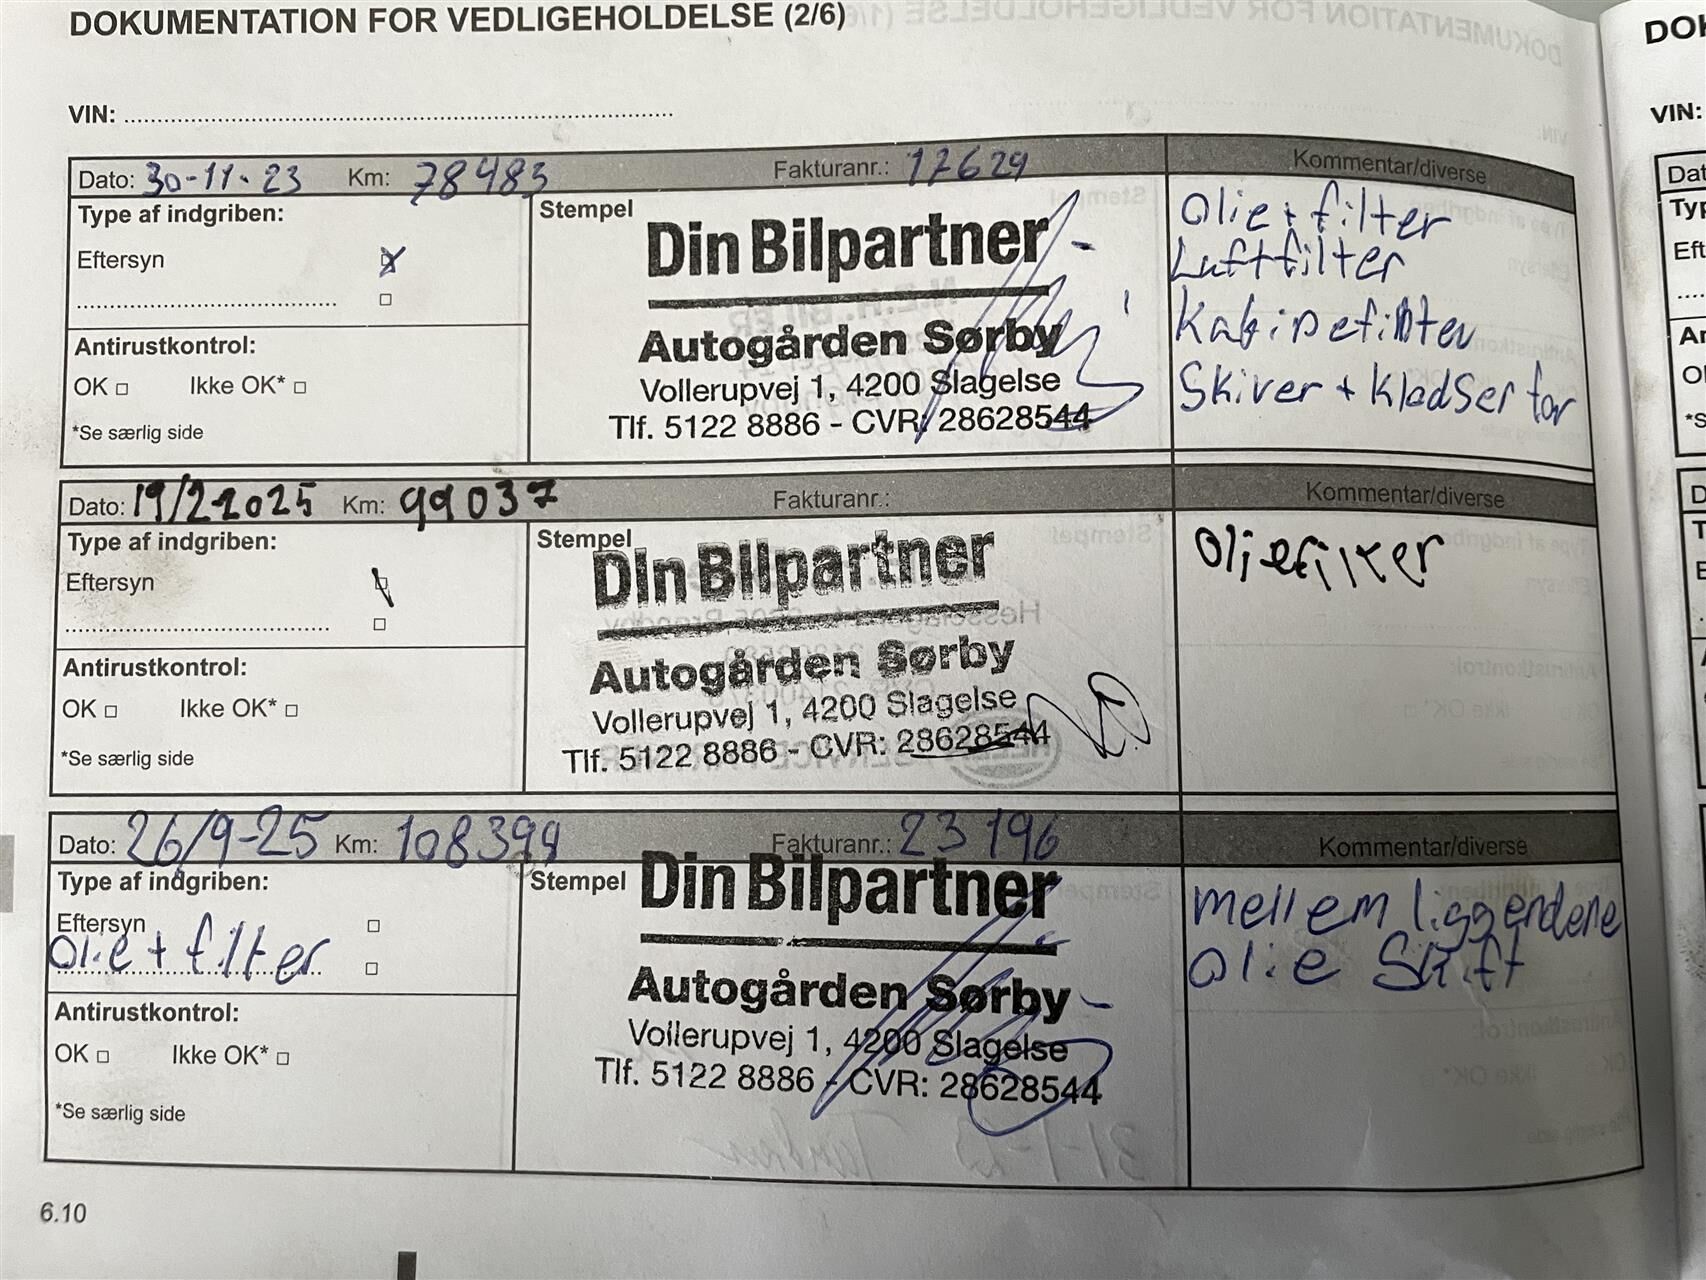 DOKUMENTATION FOR VEDLIGEHOLDELSE (2/6)
VIN:
Dato: 30-11-23 Km: 78483 Fakturanr.: 17629 Kommentar/diverse
Type af indgriben:
Eftersyn
Antirustkontrol:
OK Ikke OK*
*Se særlig side
Stempel
Din Bilpartner
Autogården Sørby
Vollerupvej 1, 4200 Slagelse
Tlf. 5122 8886 - CVR: 28628544
Olie + filter
Luftfilter
Kabinefilter
Skiver + Kladser for
Dato: 19/2-2025 Km: 99037 Fakturanr.: Kommentar/diverse
Type af indgriben:
Eftersyn
Antirustkontrol:
OK Ikke OK*
*Se særlig side
Stempel
Din Bilpartner
Autogården Sørby
Vollerupvej 1, 4200 Slagelse
Tlf. 5122 8886 - CVR: 28628544
Oliefilter
Dato: 26/9-25 Km: 108394 Fakturanr.: 23196 Kommentar/diverse
Type af indgriben:
Eftersyn
Olie + filter
Antirustkontrol:
OK Ikke OK*
*Se særlig side
Stempel
Din Bilpartner
Autogården Sørby
Vollerupvej 1, 4200 Slagelse
Tlf. 5122 8886 - CVR: 28628544
mellem liggendene
olie Skift
6.10
VIN: